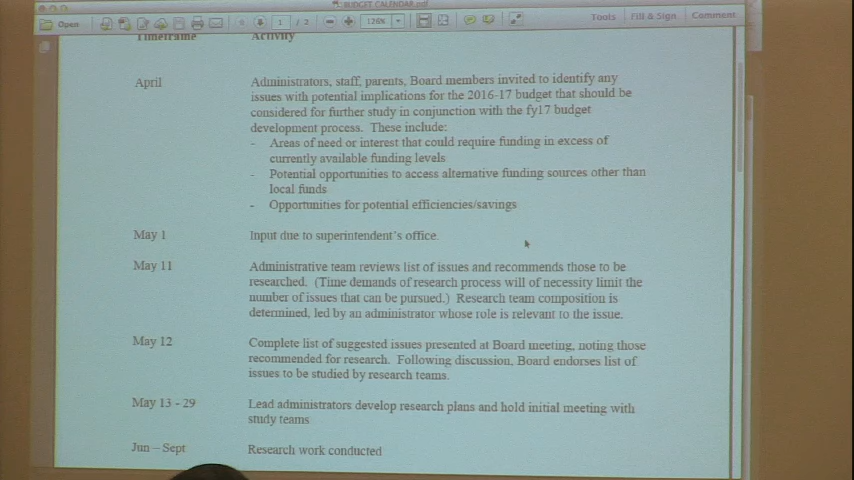 BUDGET CALENDAR.pdf
Open
1 / 2
126%
Tools Fill & Sign Comment
Timeframe Activity
April Administrators, staff, parents, Board members invited to identify any
issues with potential implications for the 2016-17 budget that should be
considered for further study in conjunction with the fy17 budget
development process. These include:
- Areas of need or interest that could require funding in excess of
currently available funding levels
- Potential opportunities to access alternative funding sources other than
local funds
- Opportunities for potential efficiencies/savings
May 1 Input due to superintendent's office.
May 11 Administrative team reviews list of issues and recommends those to be
researched. (Time demands of research process will of necessity limit the
number of issues that can be pursued.) Research team composition is
determined, led by an administrator whose role is relevant to the issue.
May 12 Complete list of suggested issues presented at Board meeting, noting those
recommended for research. Following discussion, Board endorses list of
issues to be studied by research teams.
May 13 - 29 Lead administrators develop research plans and hold initial meeting with
study teams
Jun – Sept Research work conducted